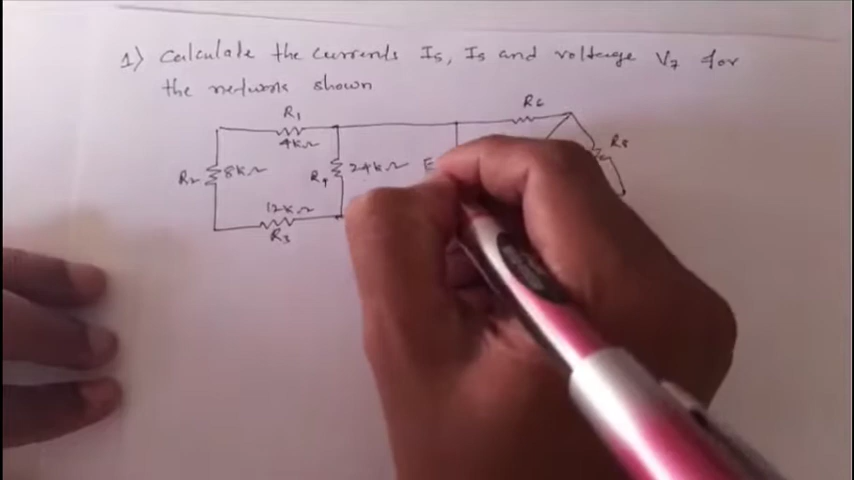 1) Calculate the currents Is, I5 and voltage V7 for
the network shown
R6
R1
4kΩ
R8
R2 8kΩ
R4 24kΩ
E
12kΩ
R3